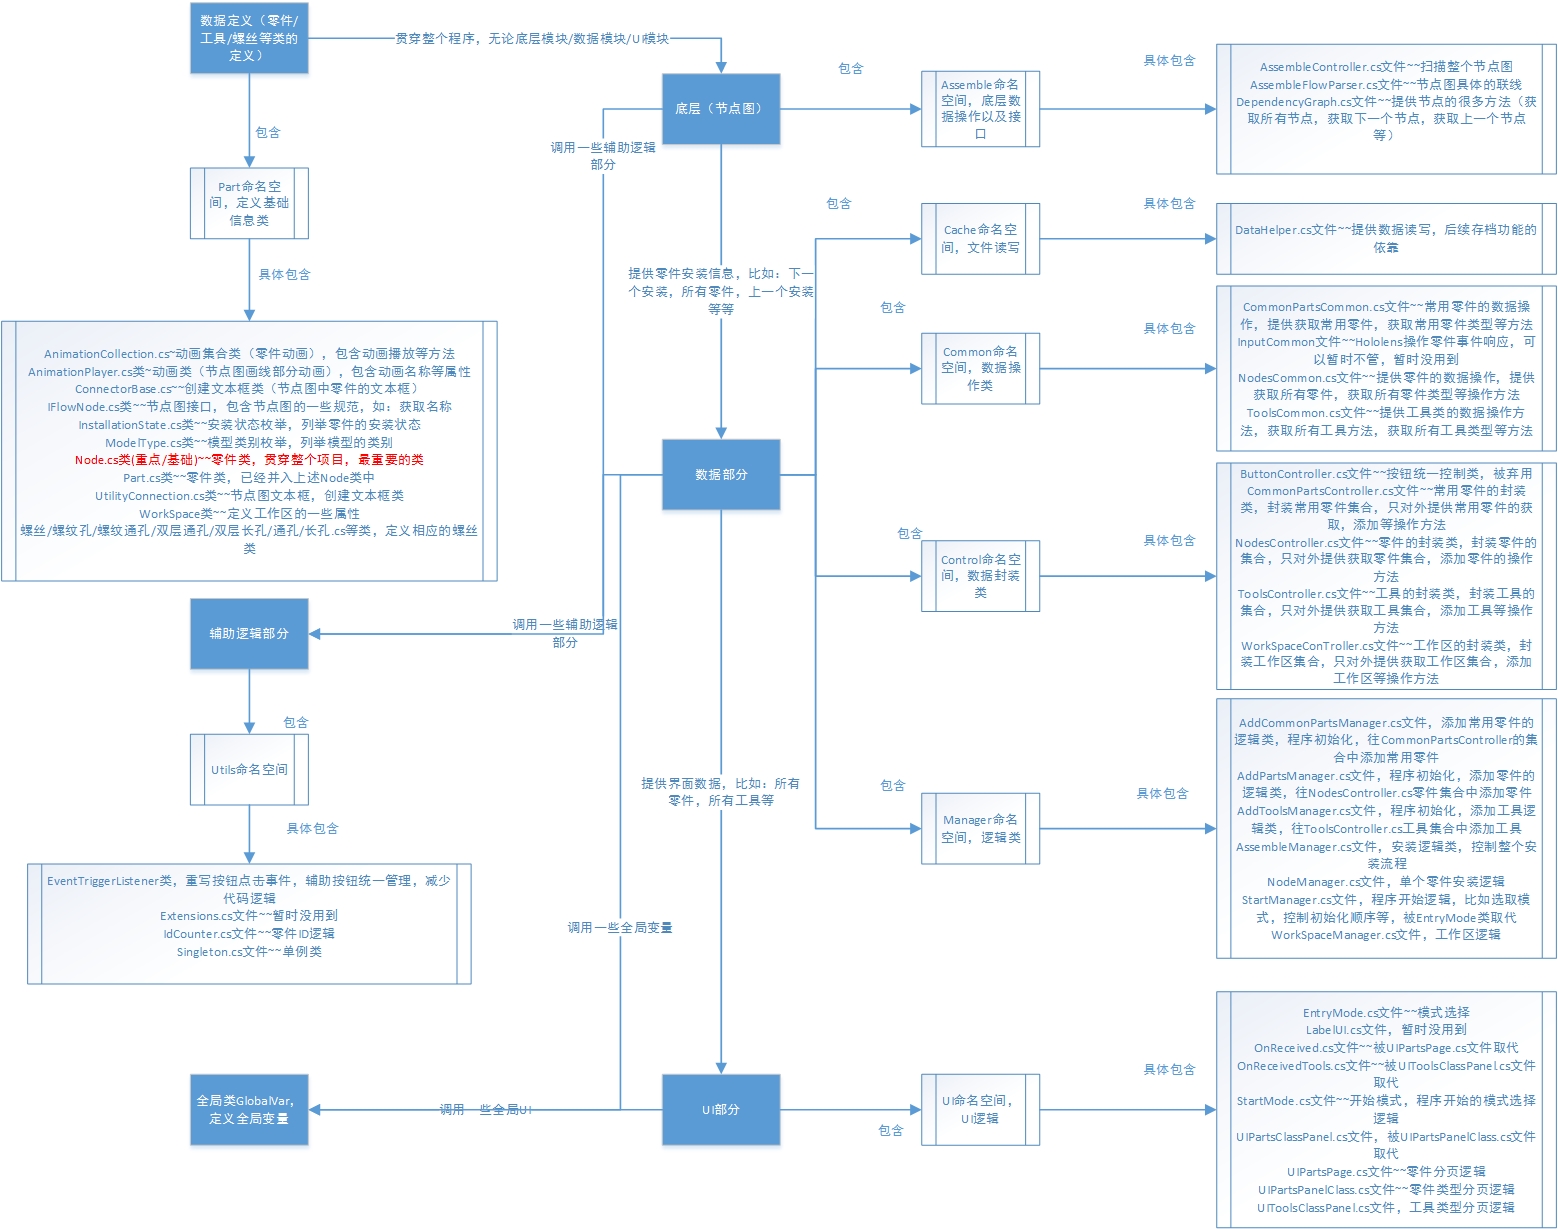 数据定义（零件/
工具/螺丝等类的
定义）
贯穿整个程序，无论底层模块/数据模块/UI模块
包含
Part命名空
间，定义基础
信息类
具体包含
AnimationCollection.cs~动画集合类（零件动画），包含动画播放等方法
AnimationPlayer.cs类~动画类（节点图画线部分动画），包含动画名称等属性
ConnectorBase.cs~~创建文本框类（节点图中零件的文本框）
IFlowNode.cs类~~节点图接口，包含节点图的一些规范，如：获取名称
InstallationState.cs类~~安装状态枚举，列举零件的安装状态
ModelType.cs类~~模型类别枚举，列举模型的类别
Node.cs类(重点/基础)~~零件类，贯穿整个项目，最重要的类
Part.cs类~~零件类，已经并入上述Node类中
UtilityConnection.cs类~~节点图文本框，创建文本框类
WorkSpace类~~定义工作区的一些属性
螺丝/螺纹孔/螺纹通孔/双层通孔/双层长孔/通孔/长孔.cs等类，定义相应的螺丝
类
辅助逻辑部分
包含
Utils命名空间
具体包含
EventTriggerListener类，重写按钮点击事件，辅助按钮统一管理，减少
代码逻辑
Extensions.cs文件~~暂时没用到
IdCounter.cs文件~~零件ID逻辑
Singleton.cs文件~~单例类
全局类GlobalVar,
定义全局变量
底层（节点图）
调用一些辅助逻辑
部分
提供零件安装信息，比如：下一
个安装，所有零件，上一个安装
等等
数据部分
调用一些辅助逻辑
部分
提供界面数据，比如：所有
零件，所有工具等
调用一些全局变量
调用一些全局UI
UI部分
包含
Assemble命名
空间，底层数
据操作以及接
口
具体包含
AssembleController.cs文件~~扫描整个节点图
AssembleFlowParser.cs文件~~节点图具体的联线
DependencyGraph.cs文件~~提供节点的很多方法（获
取所有节点，获取下一个节点，获取上一个节点
等）
包含
Cache命名空
间，文件读写
具体包含
DataHelper.cs文件~~提供数据读写，后续存档功能的
依靠
包含
Common命名
空间，数据操
作类
具体包含
CommonPartsCommon.cs文件~~常用零件的数据操
作，提供获取常用零件，获取常用零件类型等方法
InputCommon文件~~Hololens操作零件事件响应，可
以暂时不管，暂时没用到
NodesCommon.cs文件~~提供零件的数据操作，提供
获取所有零件，获取所有零件类型等操作方法
ToolsCommon.cs文件~~提供工具类的数据操作方
法，获取所有工具方法，获取所有工具类型等方法
包含
Control命名空
间，数据封装
类
具体包含
ButtonController.cs文件~~按钮统一控制类，被弃用
CommonPartsController.cs文件~~常用零件的封装
类，封装常用零件集合，只对外提供常用零件的获
取，添加等操作方法
NodesController.cs文件~~零件的封装类，封装零件的
集合，只对外提供获取零件集合，添加零件的操作
方法
ToolsController.cs文件~~工具的封装类，封装工具的
集合，只对外提供获取工具集合，添加工具等操作
方法
WorkSpaceConTroller.cs文件~~工作区的封装类，封
装工作区集合，只对外提供获取工作区集合，添加
工作区等操作方法
包含
Manager命名
空间，逻辑类
具体包含
AddCommonPartsManager.cs文件，添加常用零件的
逻辑类，程序初始化，往CommonPartsController的集
合中添加常用零件
AddPartsManager.cs文件，程序初始化，添加零件的
逻辑类，往NodesController.cs零件集合中添加零件
AddToolsManager.cs文件，程序初始化，添加工具逻
辑类，往ToolsController.cs工具集合中添加工具
AssembleManager.cs文件，安装逻辑类，控制整个安
装流程
NodeManager.cs文件，单个零件安装逻辑
StartManager.cs文件，程序开始逻辑，比如选取模
式，控制初始化顺序等，被EntryMode类取代
WorkSpaceManager.cs文件，工作区逻辑
包含
UI命名空间，
UI逻辑
具体包含
EntryMode.cs文件~~模式选择
LabelUI.cs文件，暂时没用到
OnReceived.cs文件~~被UIPartsPage.cs文件取代
OnReceivedTools.cs文件~~被UIToolsClassPanel.cs文件
取代
StartMode.cs文件~~开始模式，程序开始的模式选择
逻辑
UIPartsClassPanel.cs文件，被UIPartsPanelClass.cs文件
取代
UIPartsPage.cs文件~~零件分页逻辑
UIPartsPanelClass.cs文件~~零件类型分页逻辑
UIToolsClassPanel.cs文件，工具类型分页逻辑